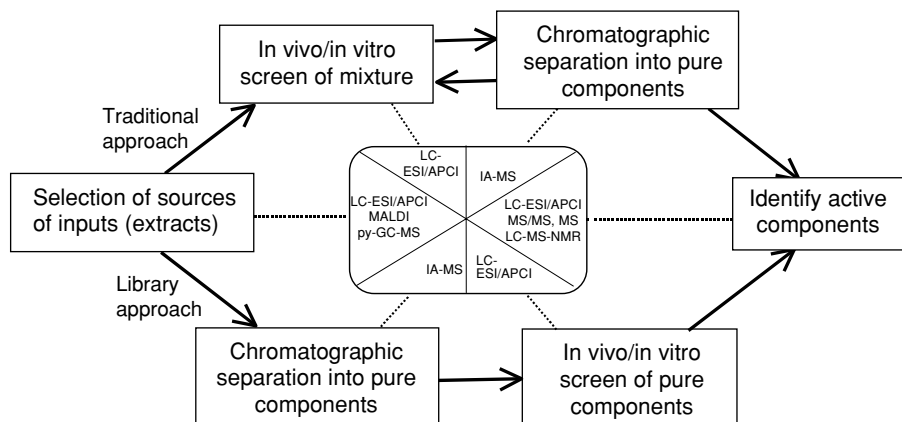 In vivo/in vitro
screen of mixture
Chromatographic
separation into pure
components
Traditional
approach
Selection of sources
of inputs (extracts)
LC-
ESI/APCI
IA-MS
LC-ESI/APCI
MALDI
py-GC-MS
LC-ESI/APCI
MS/MS, MS
LC-MS-NMR
IA-MS
LC-
ESI/APCI
Identify active
components
Library
approach
Chromatographic
separation into pure
components
In vivo/in vitro
screen of pure
components